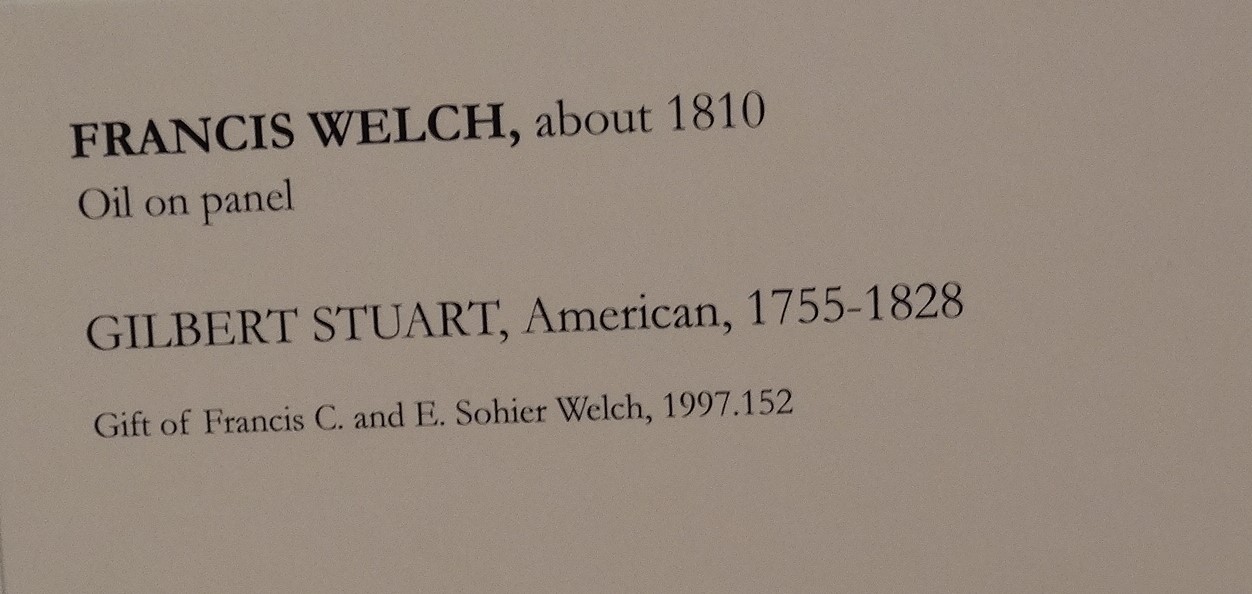 FRANCIS WELCH, about 1810
Oil on panel
GILBERT STUART, American, 1755-1828
Gift of Francis C. and E. Sohier Welch, 1997.152